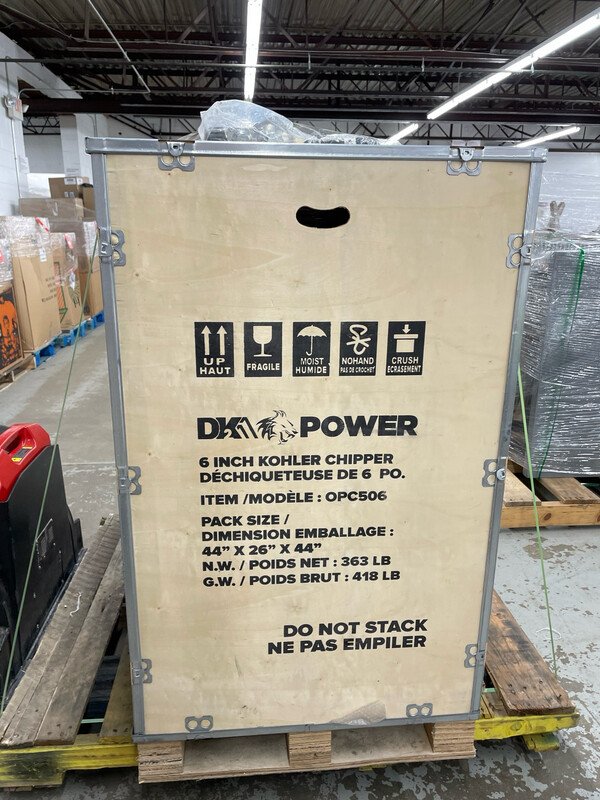 UP
HAUT
FRAGILE
MOIST
HUMIDE
NOHAND
PAS DE CROCHET
CRUSH
ECRASEMENT
DK2 POWER
6 INCH KOHLER CHIPPER
DÉCHIQUETEUSE DE 6 PO.
ITEM /MODÈLE : OPC506
PACK SIZE /
DIMENSION EMBALLAGE :
44” X 26” X 44”
N.W. / POIDS NET : 363 LB
G.W. / POIDS BRUT : 418 LB
DO NOT STACK
NE PAS EMPILER